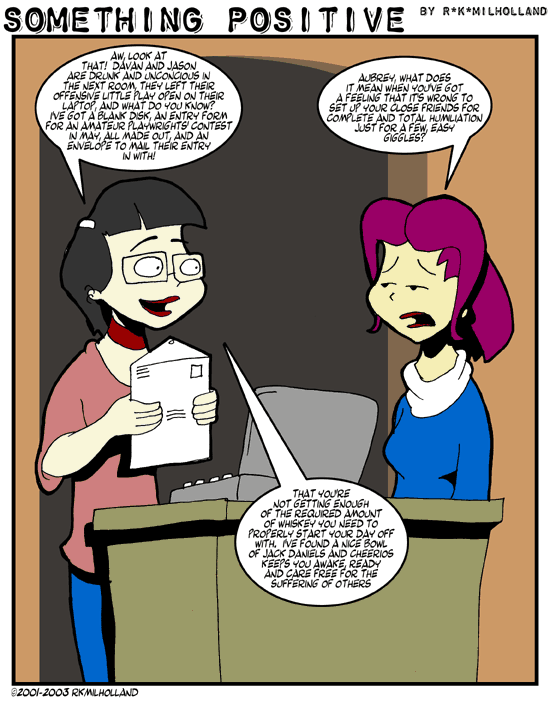 SOMETHING POSITIVE BY R*K*MILHOLLAND
AW, LOOK AT
THAT! DAVAN AND JASON
ARE DRUNK AND UNCONCIOUS IN
THE NEXT ROOM, THEY LEFT THEIR
OFFENSIVE LITTLE PLAY OPEN ON THEIR
LAPTOP, AND WHAT DO YOU KNOW?
I'VE GOT A BLANK DISK, AN ENTRY FORM
FOR AN AMATEUR PLAYWRIGHTS' CONTEST
IN MAY, ALL MADE OUT, AND AN
ENVELOPE TO MAIL THEIR ENTRY
IN WITH!
AUBREY, WHAT DOES
IT MEAN WHEN YOU'VE GOT
A FEELING THAT IT'S WRONG TO
SET UP YOUR CLOSE FRIENDS FOR
COMPLETE AND TOTAL HUMILIATION
JUST FOR A FEW, EASY
GIGGLES?
THAT YOU'RE
NOT GETTING ENOUGH
OF THE REQUIRED AMOUNT
OF WHISKEY YOU NEED TO
PROPERLY START YOUR DAY OFF
WITH. I'VE FOUND A NICE BOWL
OF JACK DANIELS AND CHEERIOS
KEEPS YOU AWAKE, READY
AND CARE FREE FOR THE
SUFFERING OF OTHERS
©2001-2003 RKMILHOLLAND